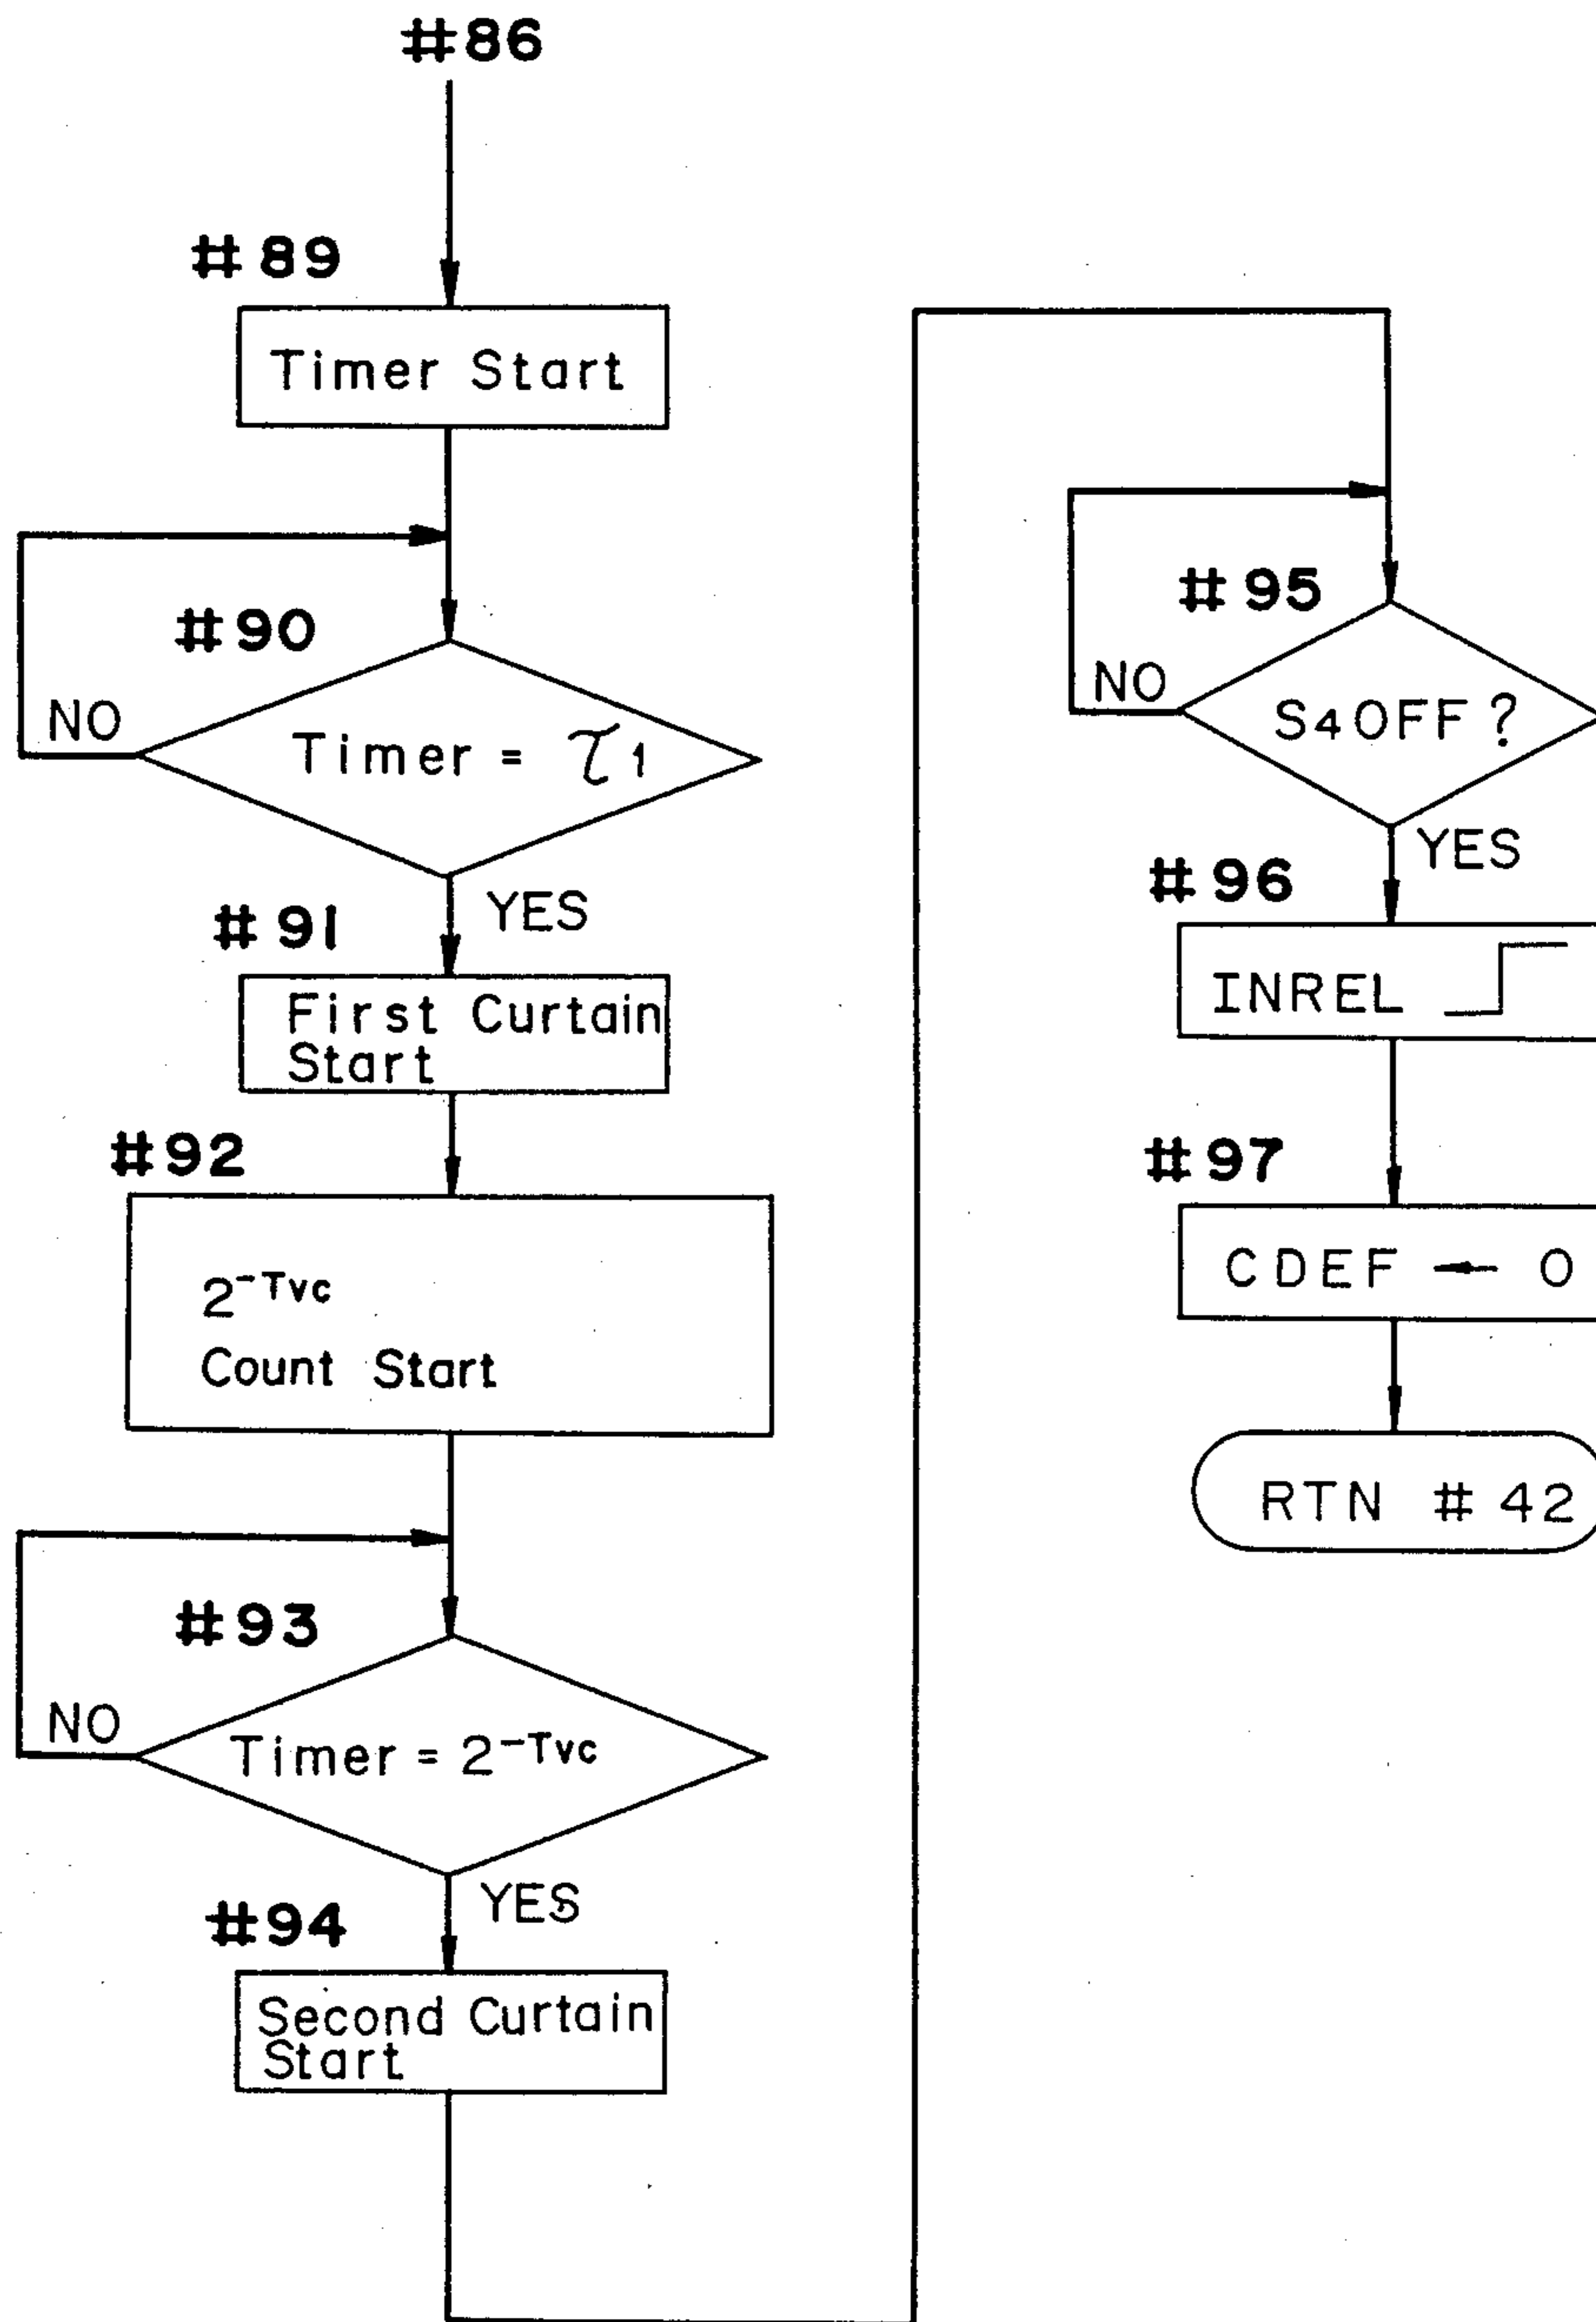 #86
#89
Timer Start
#90
NO
Timer = τ1
YES
#91
First Curtain
Start
#92
2^-Tvc
Count Start
#93
NO
Timer = 2^-Tvc
YES
#94
Second Curtain
Start
#95
NO
S4OFF?
YES
#96
INREL
#97
CDEF ← 0
RTN #42